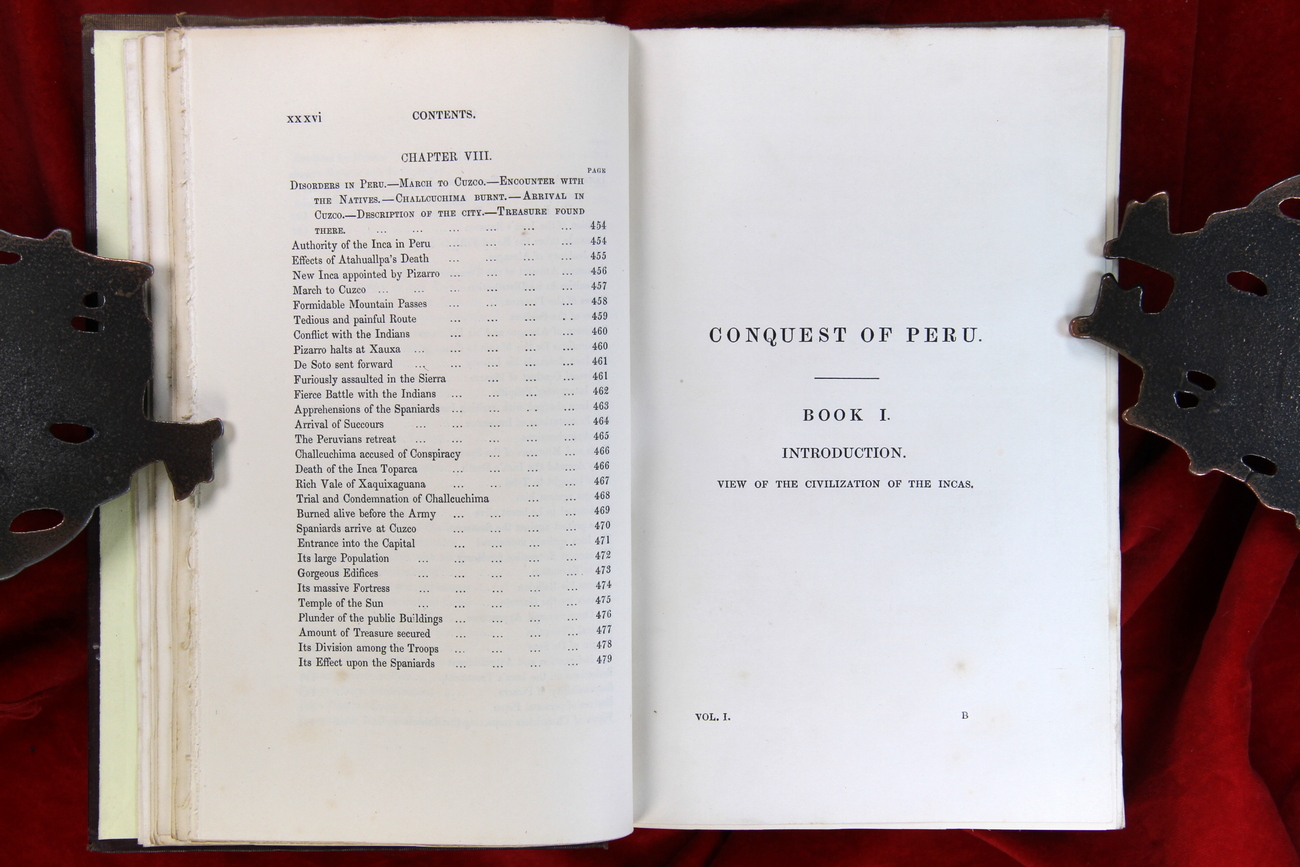 xxxvi CONTENTS.
CHAPTER VIII.
PAGE
Disorders in Peru.—March to Cuzco.—Encounter with
the Natives.—Challcuchima burnt.—Arrival in
Cuzco.—Description of the city.—Treasure found
there. ... ... ... ... ... ... 454
Authority of the Inca in Peru ... ... ... ... 454
Effects of Atahuallpa's Death ... ... ... ... 455
New Inca appointed by Pizarro ... ... ... ... 456
March to Cuzco ... ... ... ... ... ... 457
Formidable Mountain Passes ... ... ... ... 458
Tedious and painful Route ... ... ... .. 459
Conflict with the Indians ... ... ... ... 460
Pizarro halts at Xauxa ... ... ... ... ... 460
De Soto sent forward ... ... ... ... ... 461
Furiously assaulted in the Sierra ... ... ... 461
Fierce Battle with the Indians ... ... ... ... 462
Apprehensions of the Spaniards ... ... .. ... 463
Arrival of Succours ... ... ... ... ... 464
The Peruvians retreat ... ... ... ... ... 465
Challcuchima accused of Conspiracy ... ... ... 466
Death of the Inca Toparca ... ... ... ... 466
Rich Vale of Xaquixaguana ... ... ... ... 467
Trial and Condemnation of Challcuchima ... ... 468
Burned alive before the Army ... ... ... ... 469
Spaniards arrive at Cuzco ... ... ... ... 470
Entrance into the Capital ... ... ... ... 471
Its large Population ... ... ... ... ... 472
Gorgeous Edifices ... ... ... ... ... 473
Its massive Fortress ... ... ... ... ... 474
Temple of the Sun ... ... ... ... ... 475
Plunder of the public Buildings ... ... ... ... 476
Amount of Treasure secured ... ... ... ... 477
Its Division among the Troops ... ... ... ... 478
Its Effect upon the Spaniards ... ... ... ... 479
CONQUEST OF PERU.
BOOK I.
INTRODUCTION.
VIEW OF THE CIVILIZATION OF THE INCAS.
VOL. I. B